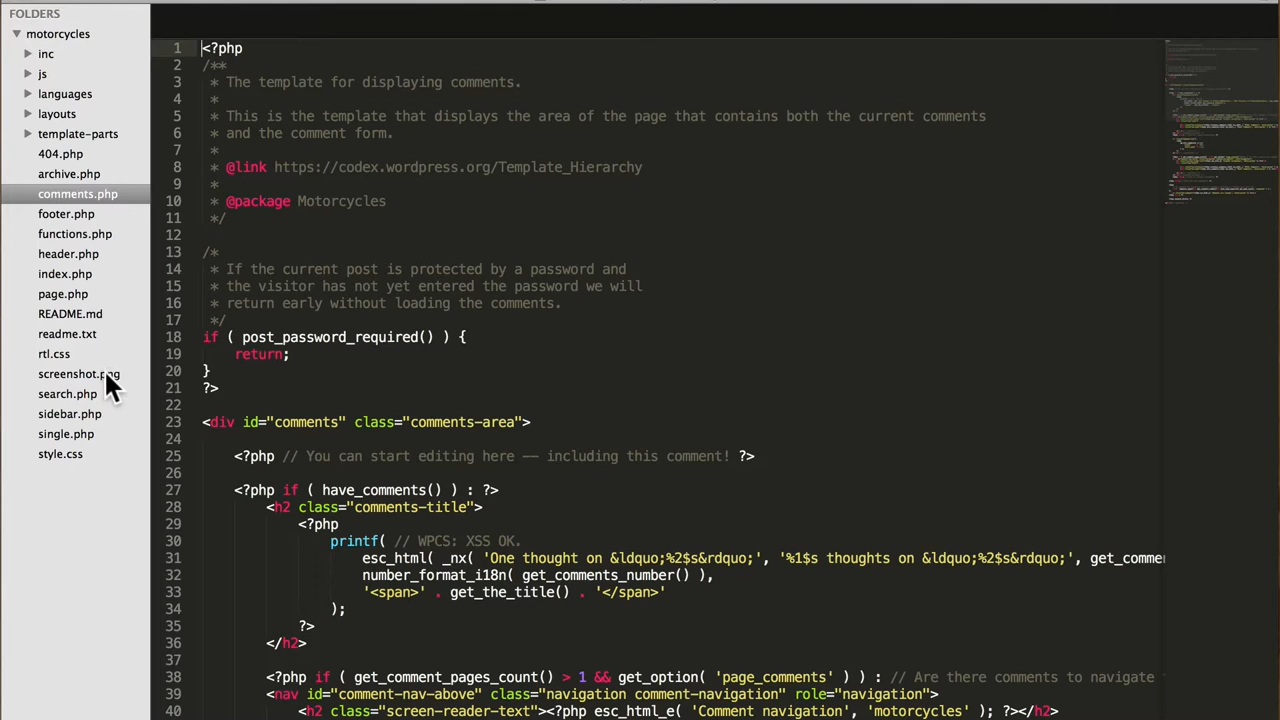 FOLDERS
motorcycles
inc
js
languages
layouts
template-parts
404.php
archive.php
comments.php
footer.php
functions.php
header.php
index.php
page.php
README.md
readme.txt
rtl.css
screenshot.png
search.php
sidebar.php
single.php
style.css
1 <?php
2 /**
3  * The template for displaying comments.
4  *
5  * This is the template that displays the area of the page that contains both the current comments
6  * and the comment form.
7  *
8  * @link https://codex.wordpress.org/Template_Hierarchy
9  *
10  * @package Motorcycles
11  */
12
13 /*
14  * If the current post is protected by a password and
15  * the visitor has not yet entered the password we will
16  * return early without loading the comments.
17  */
18 if ( post_password_required() ) {
19     return;
20 }
21 ?>
22
23 <div id="comments" class="comments-area">
24
25     <?php // You can start editing here — including this comment! ?>
26
27     <?php if ( have_comments() ) : ?>
28         <h2 class="comments-title">
29             <?php
30                 printf( // WPCS: XSS OK.
31                     esc_html( _nx( 'One thought on &ldquo;%2$s&rdquo;', '%1$s thoughts on &ldquo;%2$s&rdquo;', get_comme
32                     number_format_i18n( get_comments_number() ),
33                     '<span>' . get_the_title() . '</span>'
34                 );
35             ?>
36         </h2>
37
38         <?php if ( get_comment_pages_count() > 1 && get_option( 'page_comments' ) ) : // Are there comments to navigate
39         <nav id="comment-nav-above" class="navigation comment-navigation" role="navigation">
40             <h2 class="screen-reader-text"><?php esc_html_e( 'Comment navigation', 'motorcycles' ); ?></h2>